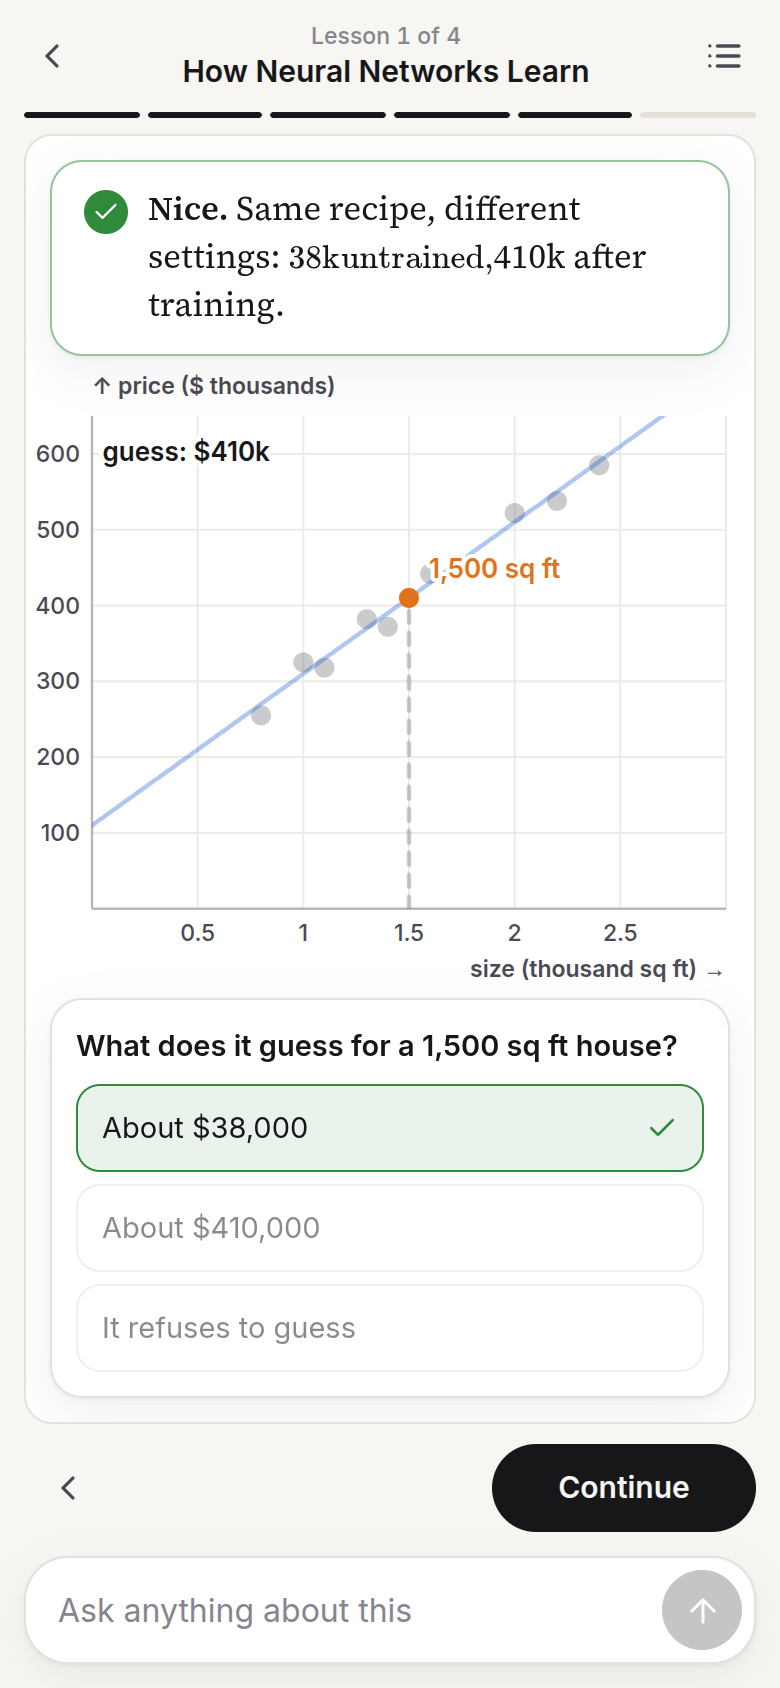 Lesson 1 of 4
How Neural Networks Learn
Nice. Same recipe, different
settings: 38kuntrained,410k after
training.
↑ price ($ thousands)
guess: $410k
600
500
1,500 sq ft
400
300
200
100
0.5 1 1.5 2 2.5
size (thousand sq ft) →
What does it guess for a 1,500 sq ft house?
About $38,000
About $410,000
It refuses to guess
Continue
Ask anything about this